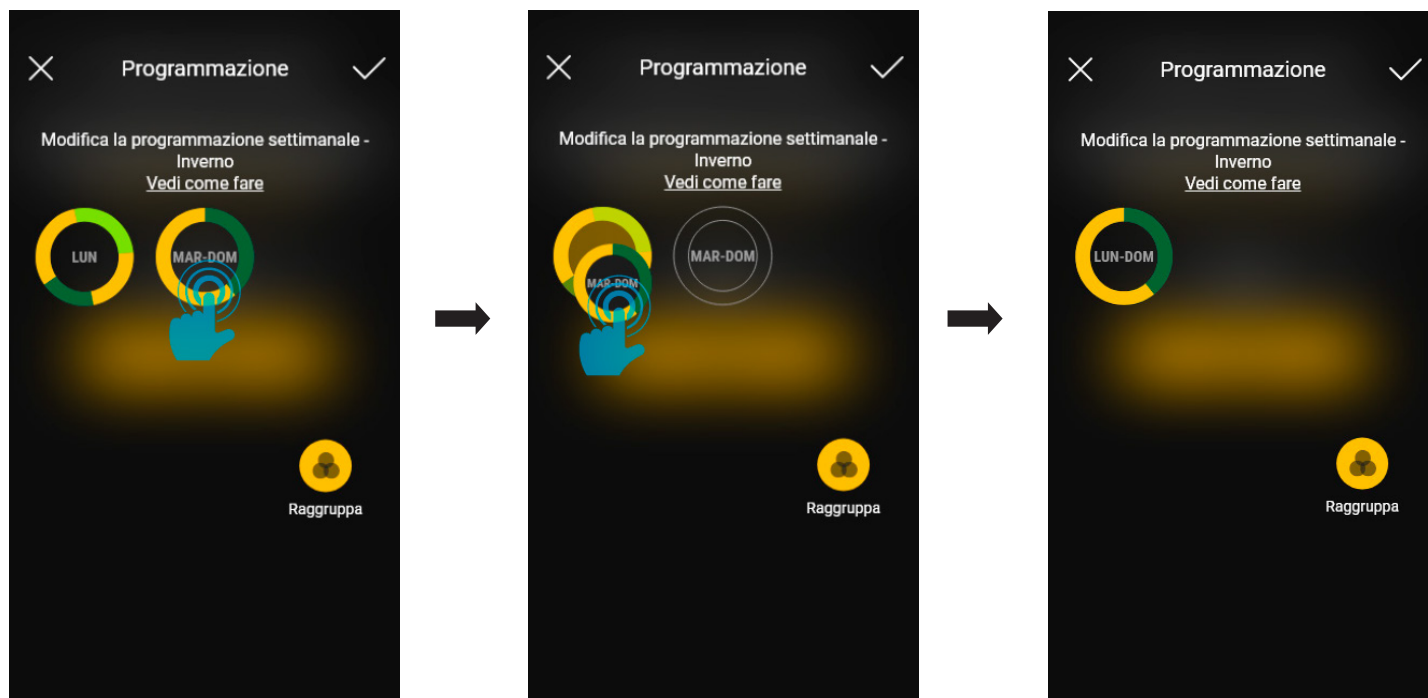 Programmazione
Modifica la programmazione settimanale -
Inverno
Vedi come fare
LUN
MAR-DOM
Raggruppa
Programmazione
Modifica la programmazione settimanale -
Inverno
Vedi come fare
MAR-DOM
MAR-DOM
Raggruppa
Programmazione
Modifica la programmazione settimanale -
Inverno
Vedi come fare
LUN-DOM
Raggruppa